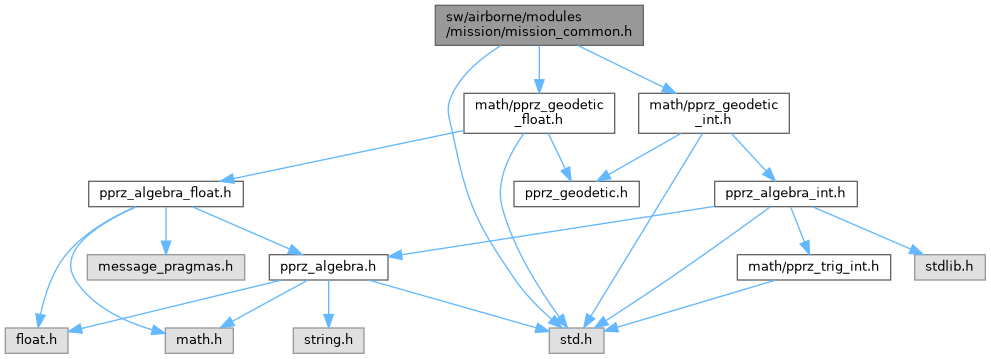 sw/airborne/modules
/mission/mission_common.h
math/pprz_geodetic
_float.h
math/pprz_geodetic
_int.h
pprz_algebra_float.h
pprz_geodetic.h
pprz_algebra_int.h
message_pragmas.h
pprz_algebra.h
math/pprz_trig_int.h
stdlib.h
float.h
math.h
string.h
std.h